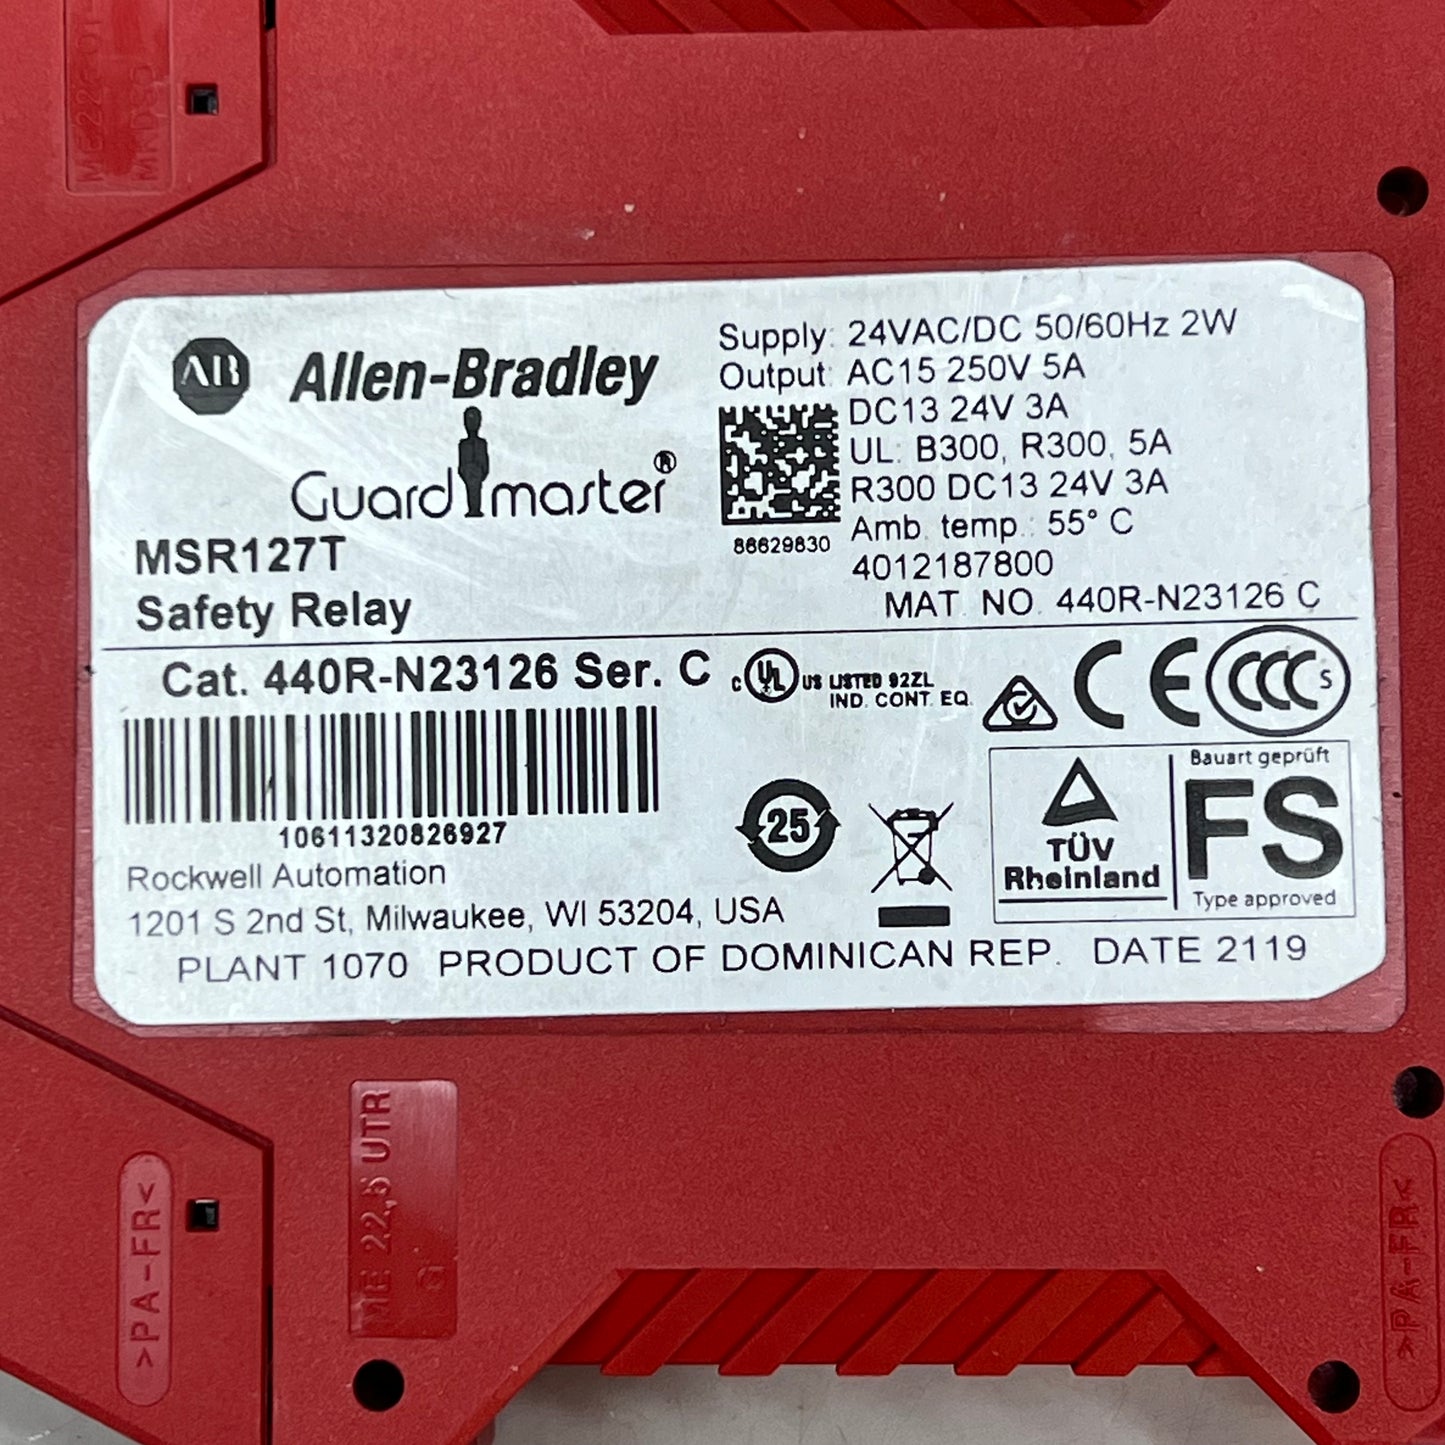 AB Allen-Bradley
Guardmaster®
MSR127T
Safety Relay
Supply: 24VAC/DC 50/60Hz 2W
Output: AC15 250V 5A
DC13 24V 3A
UL: B300, R300, 5A
R300 DC13 24V 3A
Amb. temp.: 55° C
86629830
4012187800
MAT. NO. 440R-N23126 C
Cat. 440R-N23126 Ser. C
c UL US LISTED 92ZL
IND. CONT. EQ.
CE
CCC S
10611320826927
25
TÜV
Rheinland
Bauart geprüft
FS
Type approved
Rockwell Automation
1201 S 2nd St, Milwaukee, WI 53204, USA
PLANT 1070 PRODUCT OF DOMINICAN REP. DATE 2119
>PA-FR<
ME 22,5 UTR
G
>PA-FR<